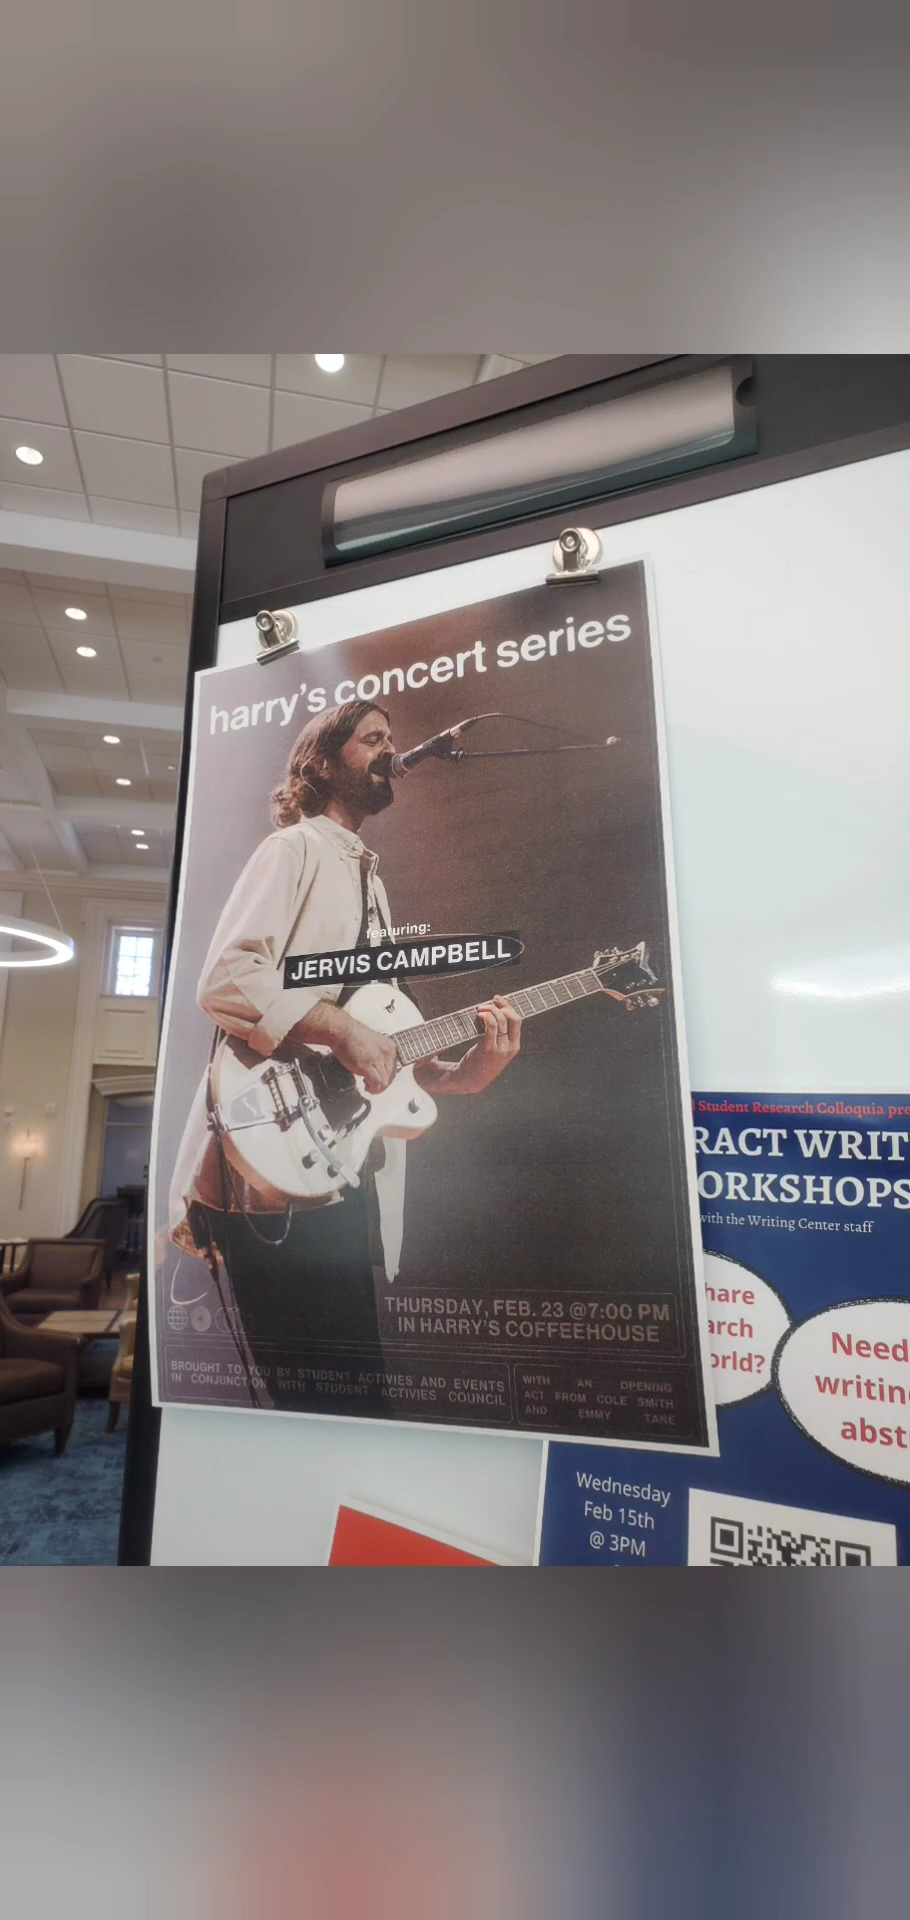 harry's concert series
featuring:
JERVIS CAMPBELL
THURSDAY, FEB. 23 @7:00 PM
IN HARRY'S COFFEEHOUSE
BROUGHT TO YOU BY STUDENT ACTIVIES AND EVENTS
IN CONJUNCTION WITH STUDENT ACTIVIES COUNCIL
WITH AN OPENING
ACT FROM COLE SMITH
AND EMMY TANE
Student Research Colloquia pre
RACT WRIT
ORKSHOPS
with the Writing Center staff
hare
arch
orld?
Need
writin
abst
Wednesday
Feb 15th
@ 3PM